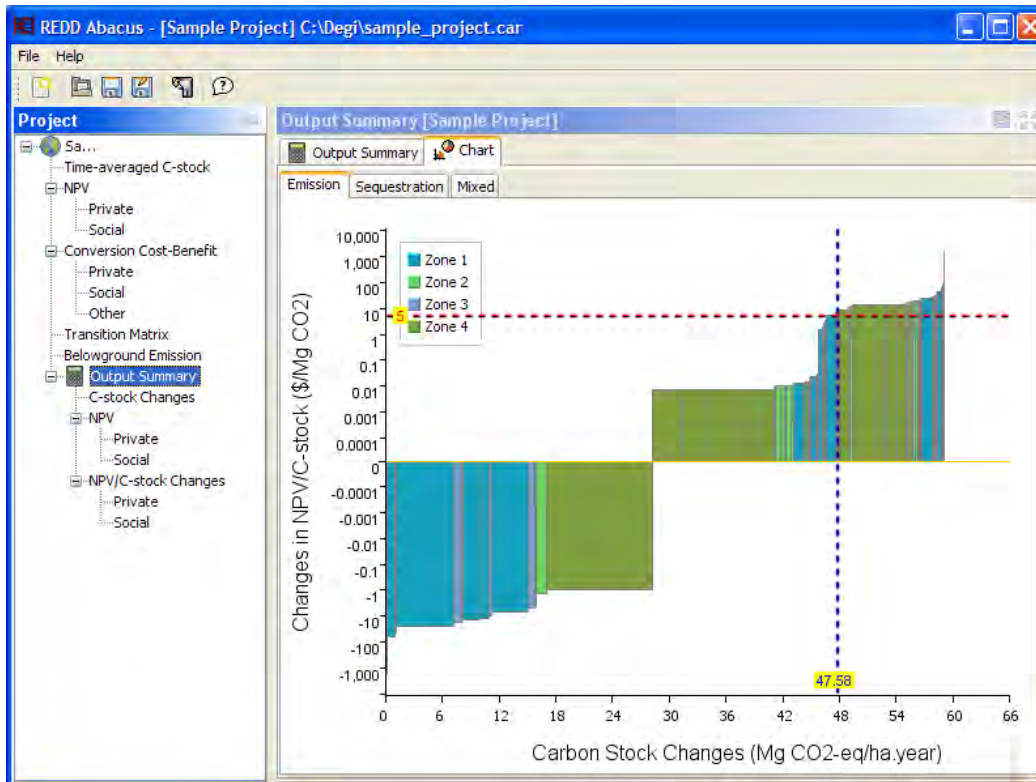 REDD Abacus - [Sample Project] C:\Degi\sample_project.car
File Help
Project
Sa...
Time-averaged C-stock
NPV
Private
Social
Conversion Cost-Benefit
Private
Social
Other
Transition Matrix
Belowground Emission
Output Summary
C-stock Changes
NPV
Private
Social
NPV/C-stock Changes
Private
Social
Output Summary [Sample Project]
Output Summary Chart
Emission Sequestration Mixed
Changes in NPV/C-stock ($/Mg CO2)
10,000
1,000
100
10
1
0.1
0.01
0.001
0.0001
0
-0.0001
-0.001
-0.01
-0.1
-1
-10
-100
-1,000
Zone 1
Zone 2
Zone 3
Zone 4
5
47.58
0 6 12 18 24 30 36 42 48 54 60 66
Carbon Stock Changes (Mg CO2-eq/ha.year)